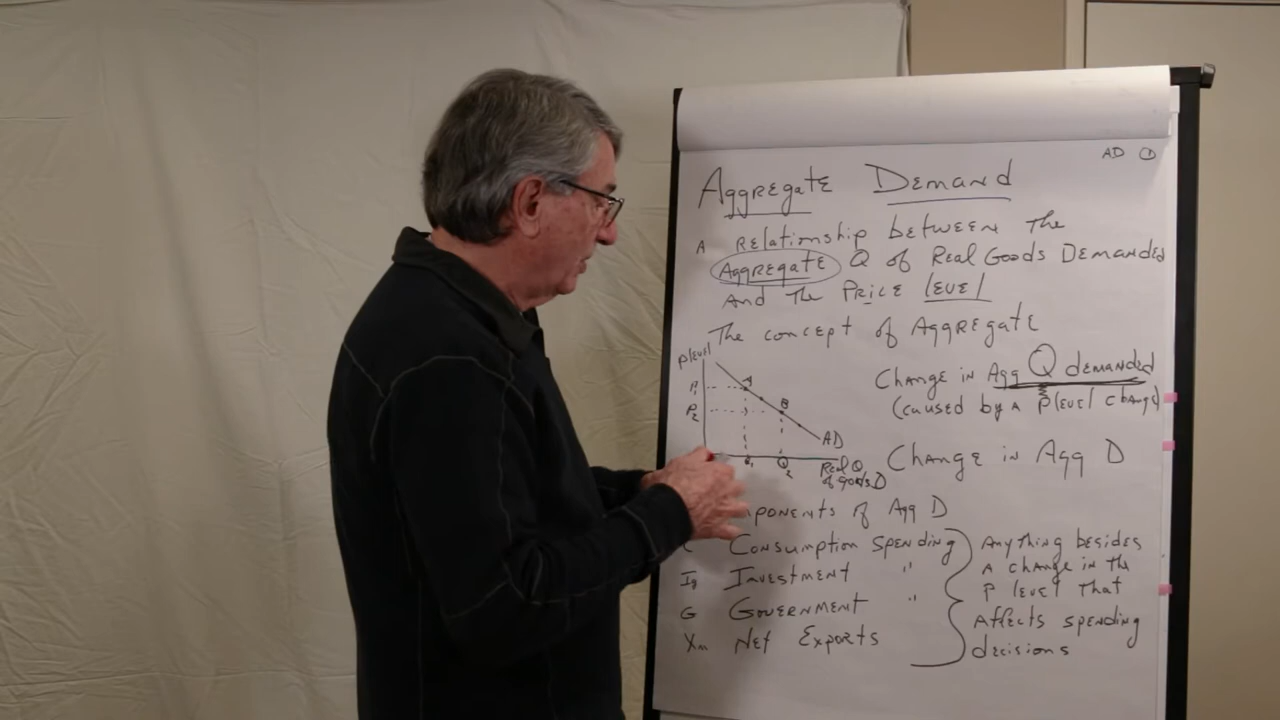 AD ①
Aggregate Demand
A Relationship between The
Aggregate Q of Real Goods Demanded
And The Price Level
The concept of Aggregate
P level
P1
P2
A
B
AD
Q1
Q2
Real Q
of goods D
Change in Agg Q demanded
(caused by a P level change)
Change in Agg D
ponents of Agg D
C Consumption spending
Ig Investment "
G Government "
Xn Net Exports
Anything besides
a change in the
P level That
Affects spending
decisions